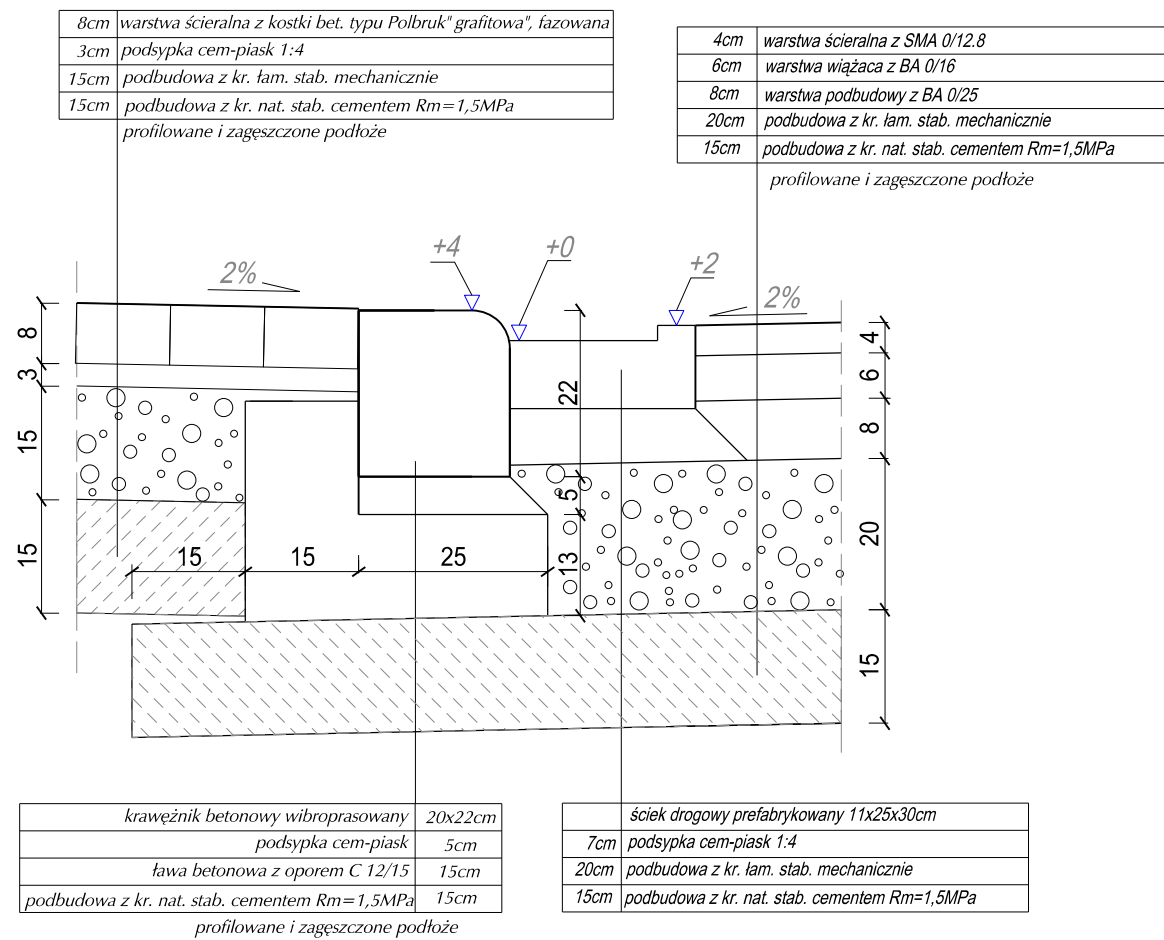 8cm warstwa ścieralna z kostki bet. typu Polbruk" grafitowa", fazowana
3cm podsypka cem-piask 1:4
15cm podbudowa z kr. łam. stab. mechanicznie
15cm podbudowa z kr. nat. stab. cementem Rm=1,5MPa
profilowane i zagęszczone podłoże
4cm warstwa ścieralna z SMA 0/12.8
6cm warstwa wiążaca z BA 0/16
8cm warstwa podbudowy z BA 0/25
20cm podbudowa z kr. łam. stab. mechanicznie
15cm podbudowa z kr. nat. stab. cementem Rm=1,5MPa
profilowane i zagęszczone podłoże
2%
+4
+0
+2
2%
8
3
15
15
22
5
13
15
15
25
4
6
8
20
15
krawężnik betonowy wibroprasowany 20x22cm
podsypka cem-piask 5cm
ława betonowa z oporem C 12/15 15cm
podbudowa z kr. nat. stab. cementem Rm=1,5MPa 15cm
profilowane i zagęszczone podłoże
ściek drogowy prefabrykowany 11x25x30cm
7cm podsypka cem-piask 1:4
20cm podbudowa z kr. łam. stab. mechanicznie
15cm podbudowa z kr. nat. stab. cementem Rm=1,5MPa